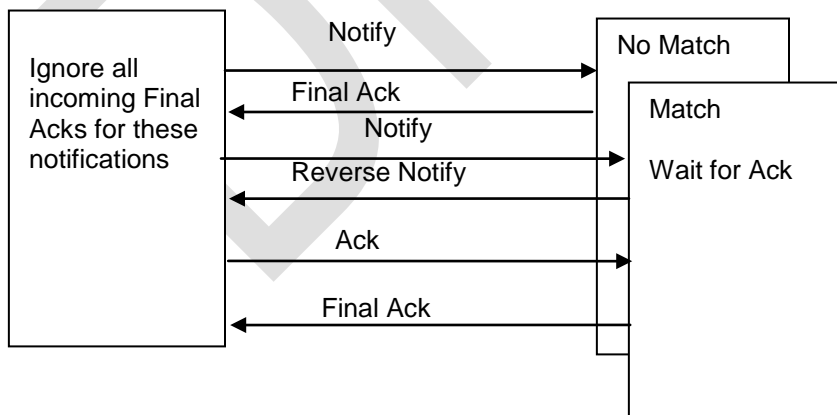 Ignore all
incoming Final
Acks for these
notifications
Notify
Final Ack
Notify
Reverse Notify
Ack
Final Ack
No Match
Match
Wait for Ack